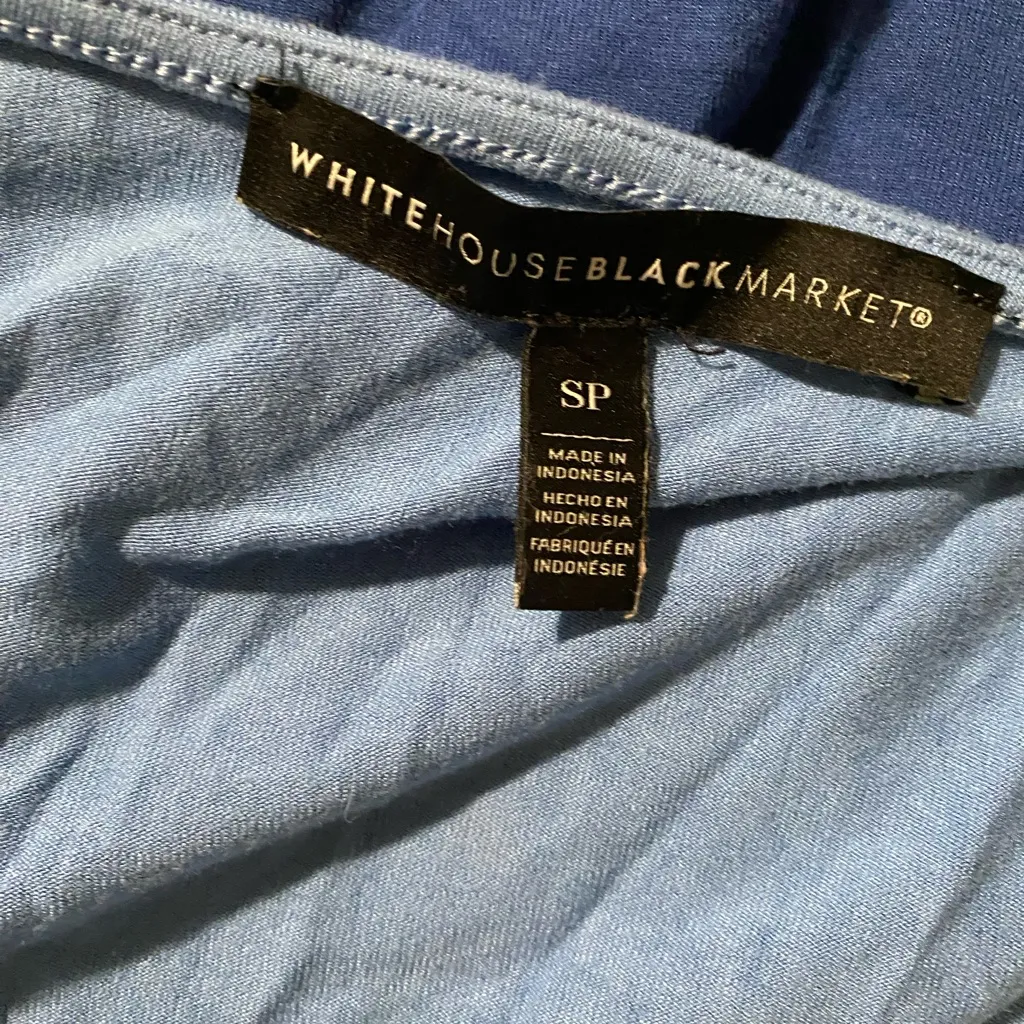 WHITEHOUSEBLACKMARKET®
SP
MADE IN
INDONESIA
HECHO EN
INDONESIA
FABRIQUÉ EN
INDONÉSIE